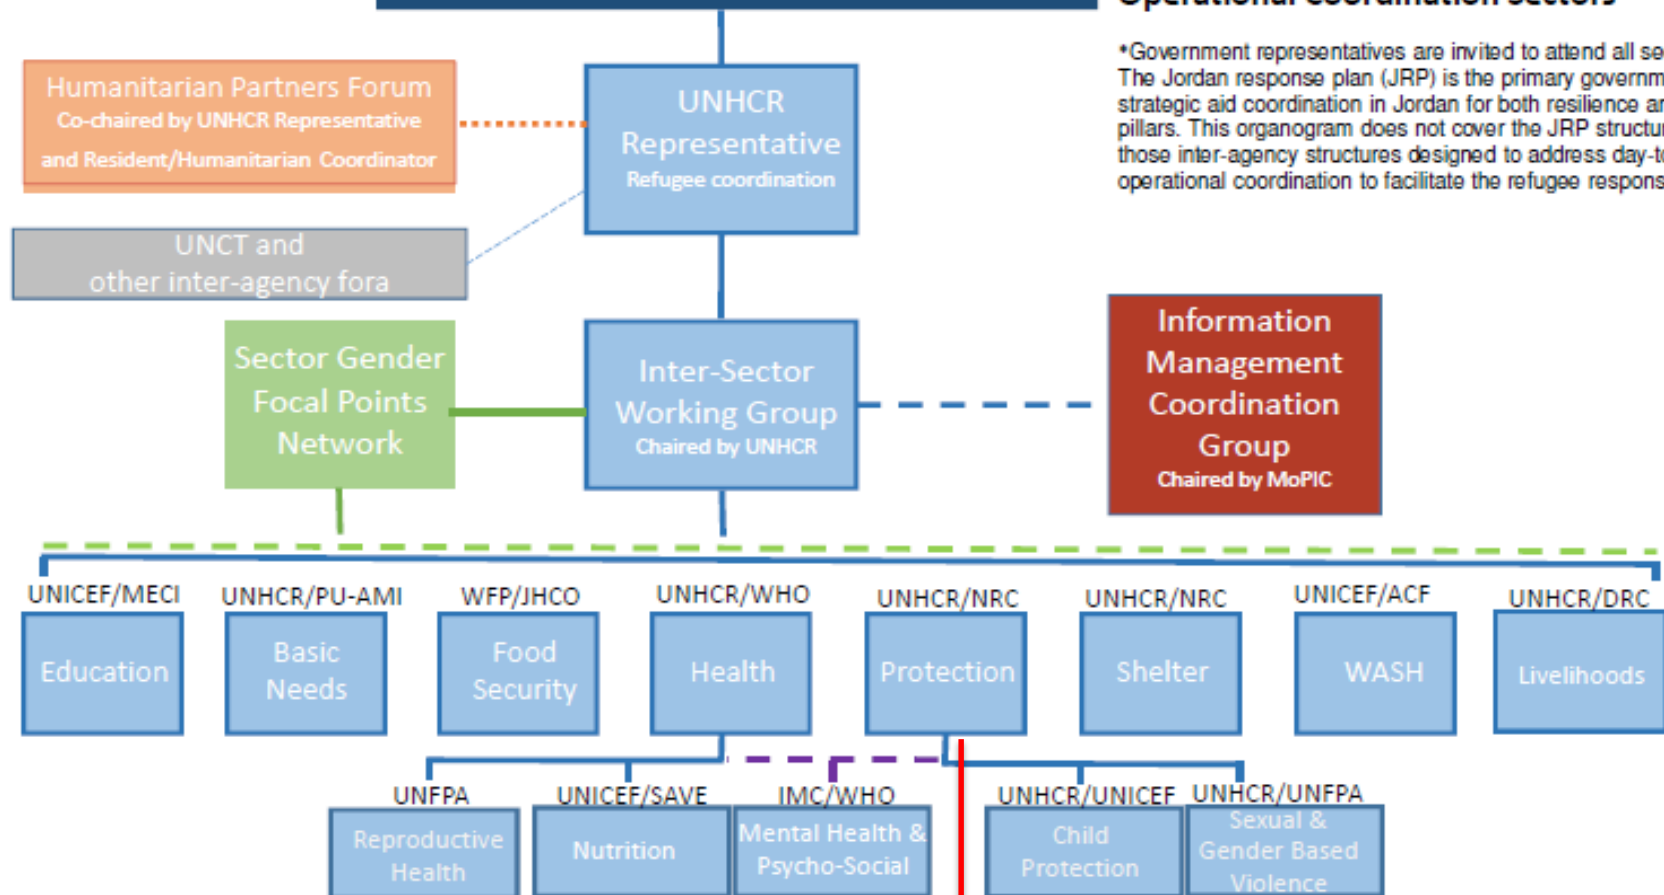 Operational Coordination Sectors
*Government representatives are invited to attend all se
The Jordan response plan (JRP) is the primary governm
strategic aid coordination in Jordan for both resilience ar
pillars. This organogram does not cover the JRP structur
those inter-agency structures designed to address day-to
operational coordination to facilitate the refugee respons
Humanitarian Partners Forum
Co-chaired by UNHCR Representative
and Resident/Humanitarian Coordinator
UNHCR
Representative
Refugee coordination
UNCT and
other inter-agency fora
Sector Gender
Focal Points
Network
Inter-Sector
Working Group
Chaired by UNHCR
Information
Management
Coordination
Group
Chaired by MoPIC
UNICEF/MECI
Education
UNHCR/PU-AMI
Basic
Needs
WFP/JHCO
Food
Security
UNHCR/WHO
Health
UNHCR/NRC
Protection
UNHCR/NRC
Shelter
UNICEF/ACF
WASH
UNHCR/DRC
Livelihoods
UNFPA
Reproductive
Health
UNICEF/SAVE
Nutrition
IMC/WHO
Mental Health &
Psycho-Social
UNHCR/UNICEF
Child
Protection
UNHCR/UNFPA
Sexual &
Gender Based
Violence